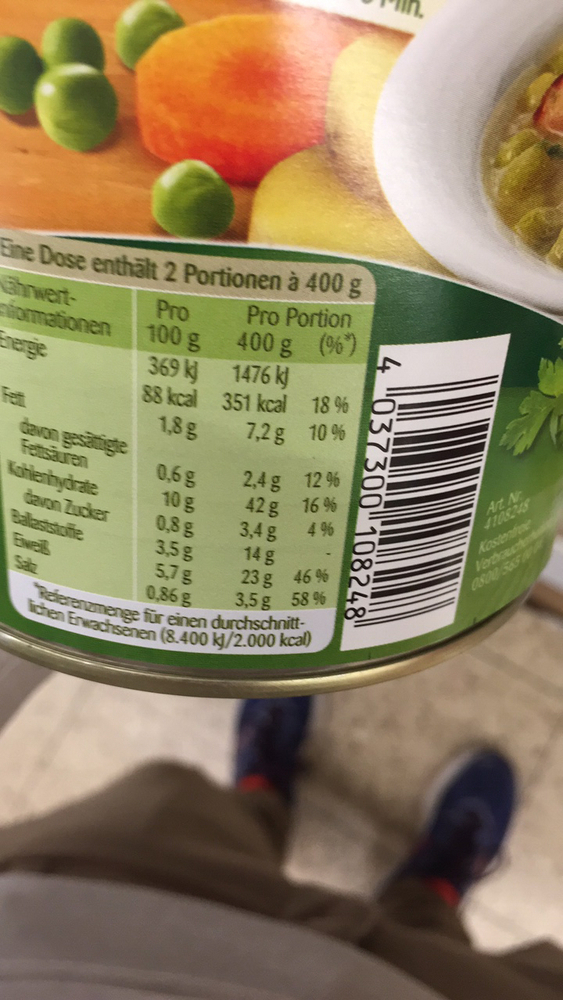 Min.
Eine Dose enthält 2 Portionen à 400 g
Nährwert-
informationen
Pro
100 g
Pro Portion
400 g (%*)
Energie
369 kJ 1476 kJ
88 kcal 351 kcal 18 %
Fett 1,8 g 7,2 g 10 %
davon gesättigte
Fettsäuren 0,6 g 2,4 g 12 %
Kohlenhydrate 10 g 42 g 16 %
davon Zucker 0,8 g 3,4 g 4 %
Ballaststoffe 3,5 g 14 g -
Eiweiß 5,7 g 23 g 46 %
Salz 0,86 g 3,5 g 58 %
*Referenzmenge für einen durchschnitt-
lichen Erwachsenen (8.400 kJ/2.000 kcal)
4 037300 108248
Art. Nr.
4108248